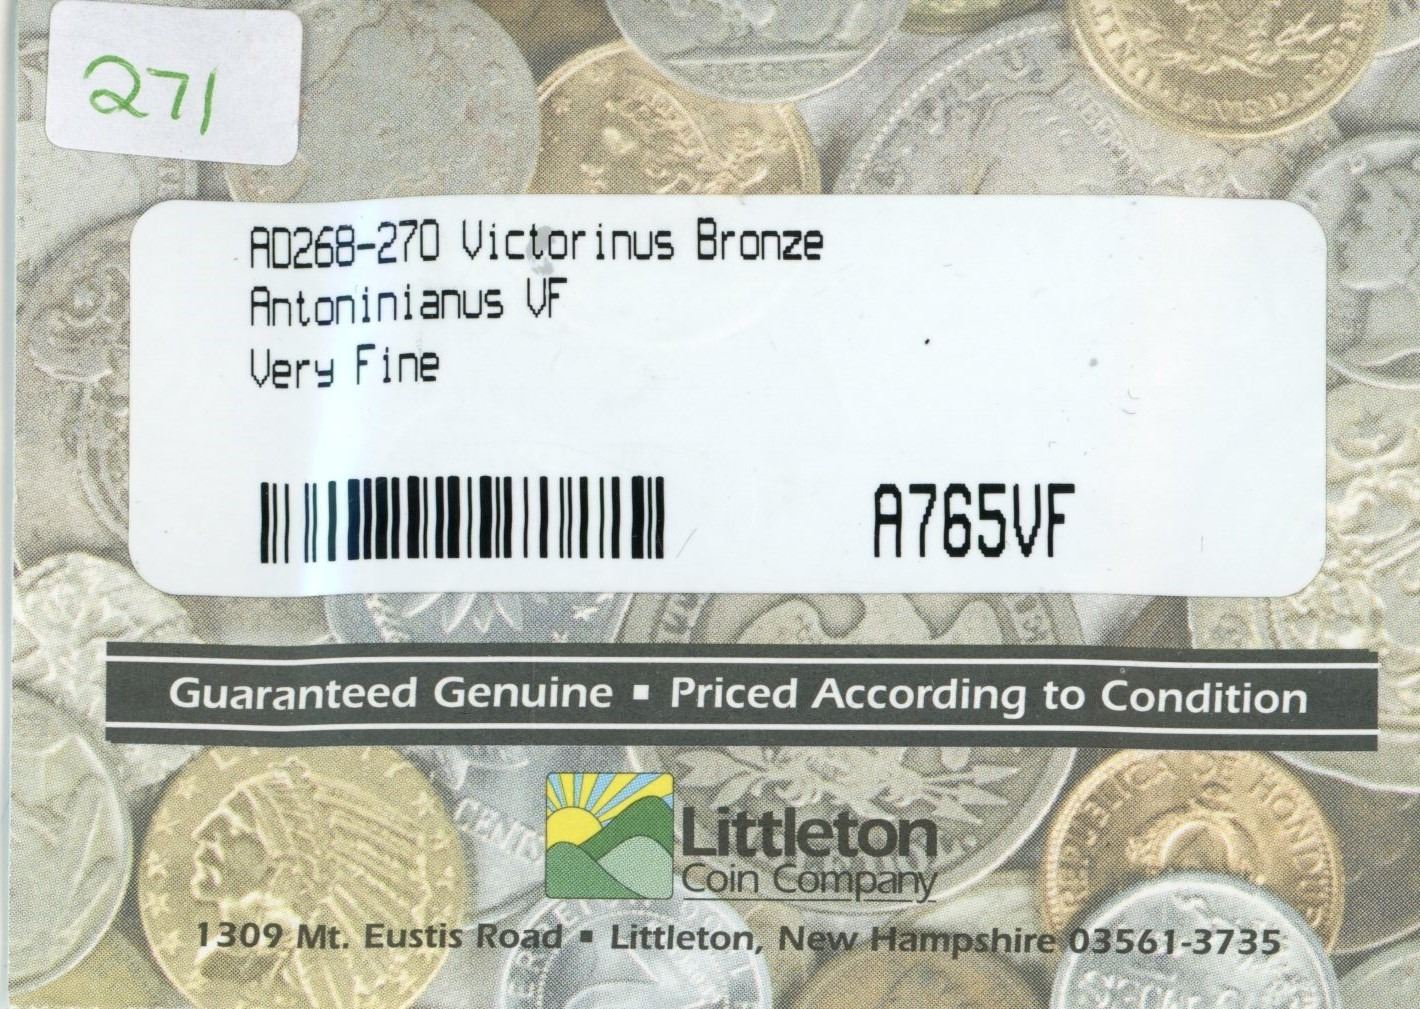 271
AD268-270 Victorinus Bronze
Antoninianus VF
Very Fine
A765VF
Guaranteed Genuine ▪ Priced According to Condition
Littleton
Coin Company
1309 Mt. Eustis Road ▪ Littleton, New Hampshire 03561-3735
CENTS